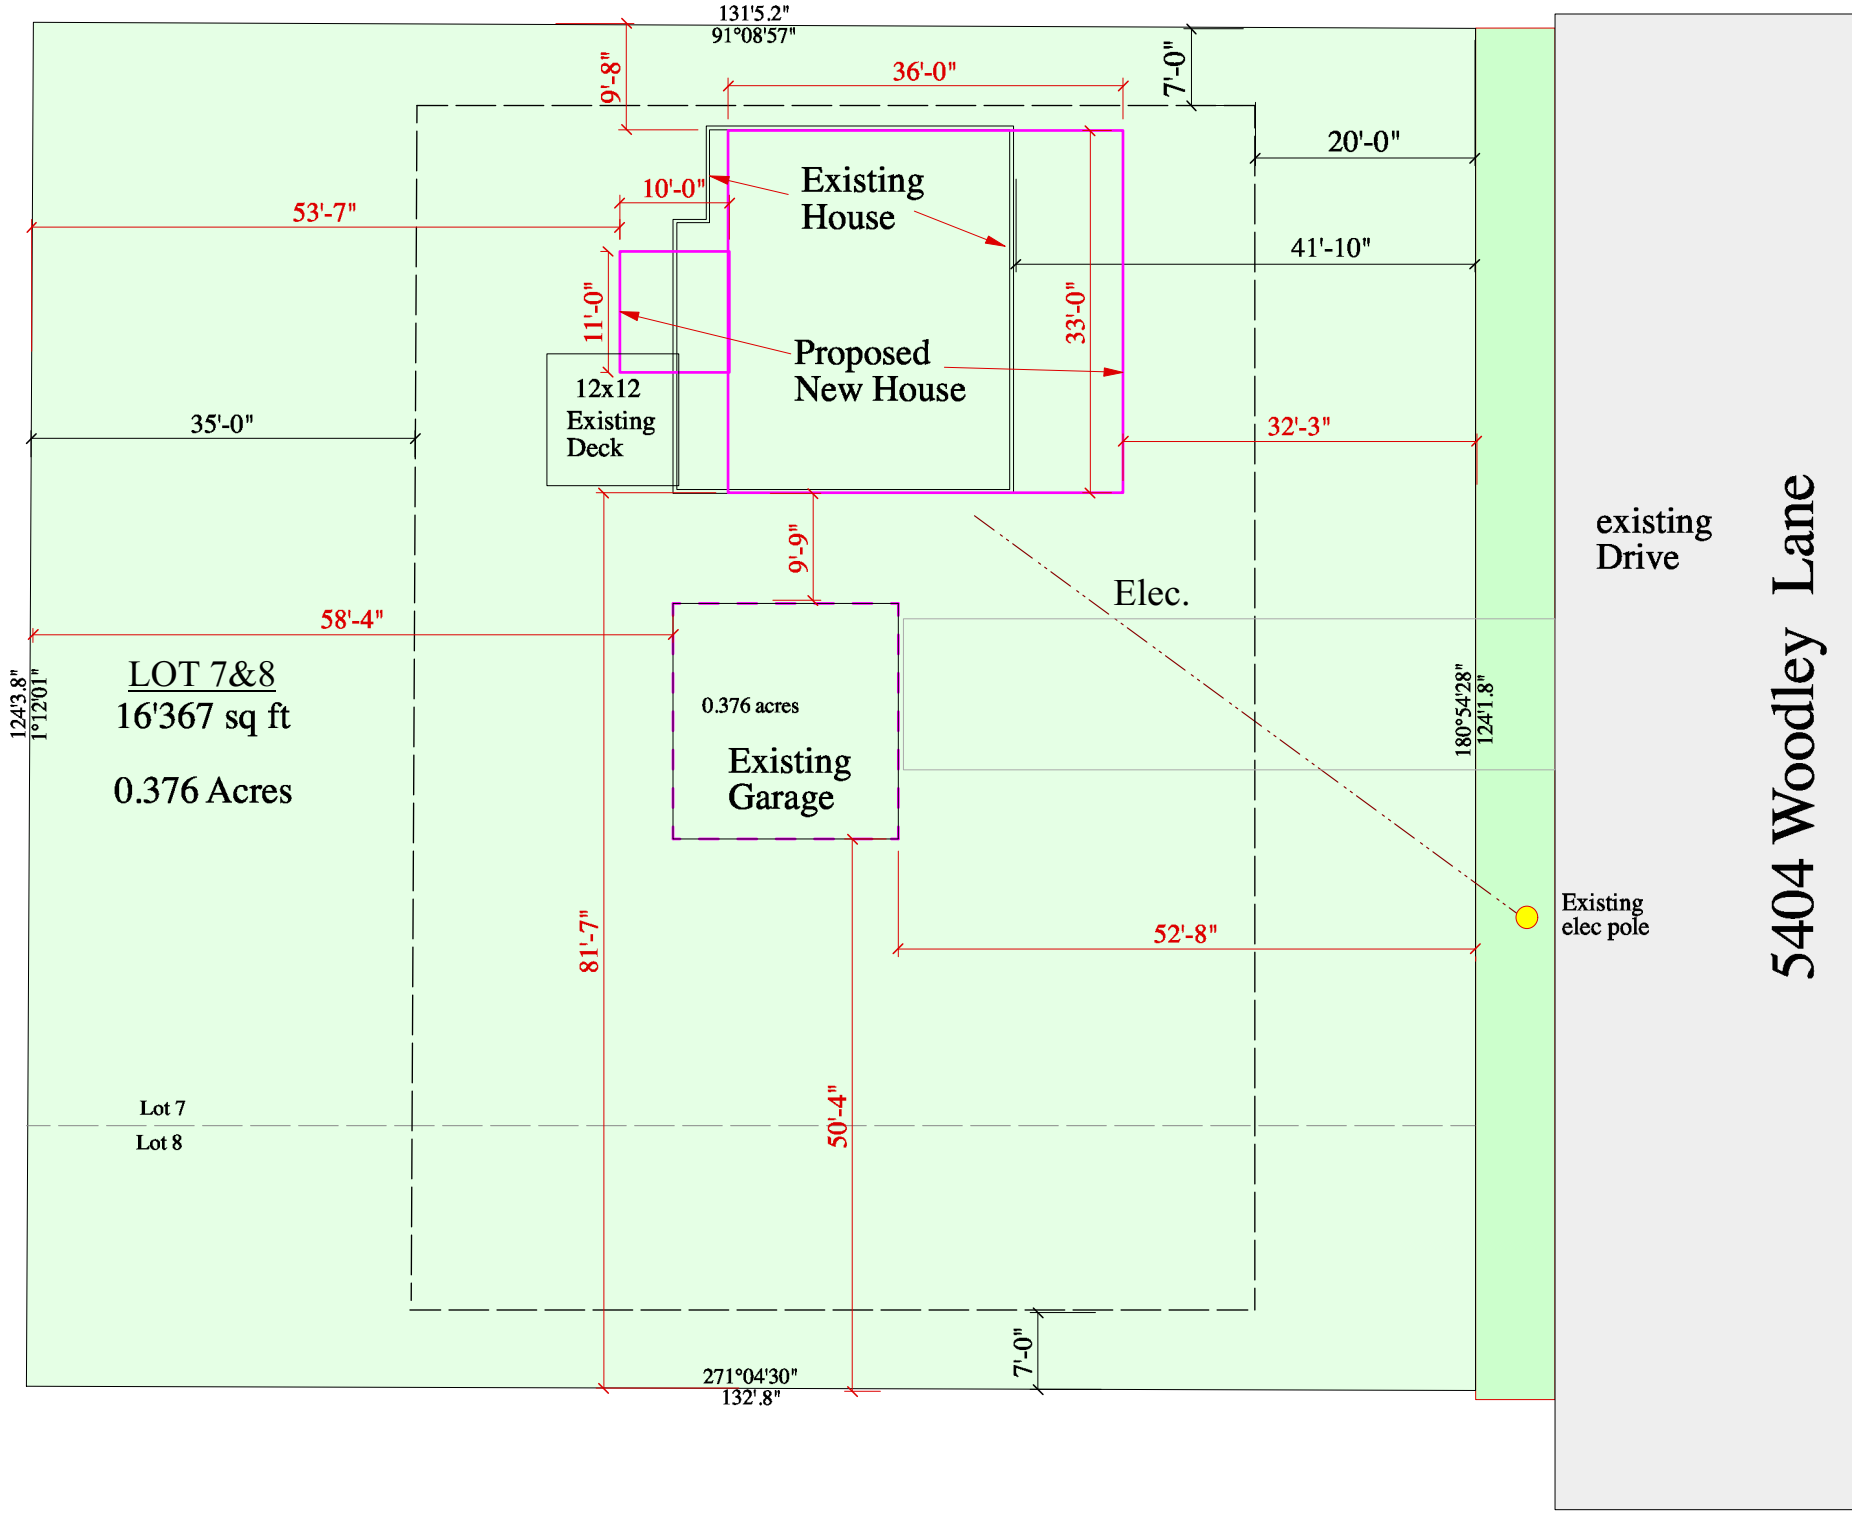 131'5.2"
91°08'57"
9'-8"
36'-0"
7'-0"
20'-0"
Existing
House
10'-0"
53'-7"
41'-10"
11'-0"
33'-0"
Proposed
New House
12x12
Existing
Deck
35'-0"
32'-3"
existing
Drive
5404 Woodley Lane
9'-9"
Elec.
58'-4"
LOT 7&8
16'367 sq ft
0.376 Acres
124'3.8"
1°12'01"
0.376 acres
Existing
Garage
180°54'28"
124'1.8"
Existing
elec pole
81'-7"
52'-8"
50'-4"
Lot 7
Lot 8
7'-0"
271°04'30"
132'.8"